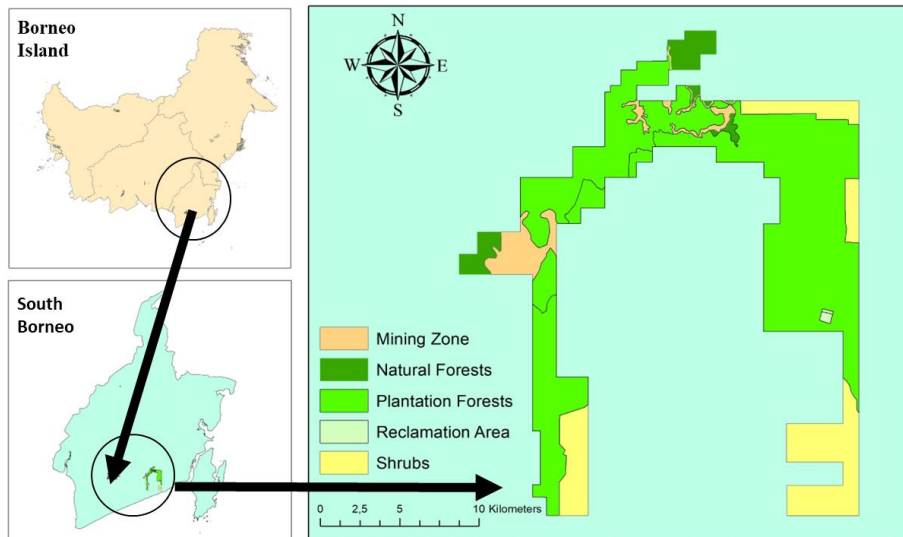 Borneo
Island
South
Borneo
N
W
E
S
Mining Zone
Natural Forests
Plantation Forests
Reclamation Area
Shrubs
0 2,5 5 10 Kilometers